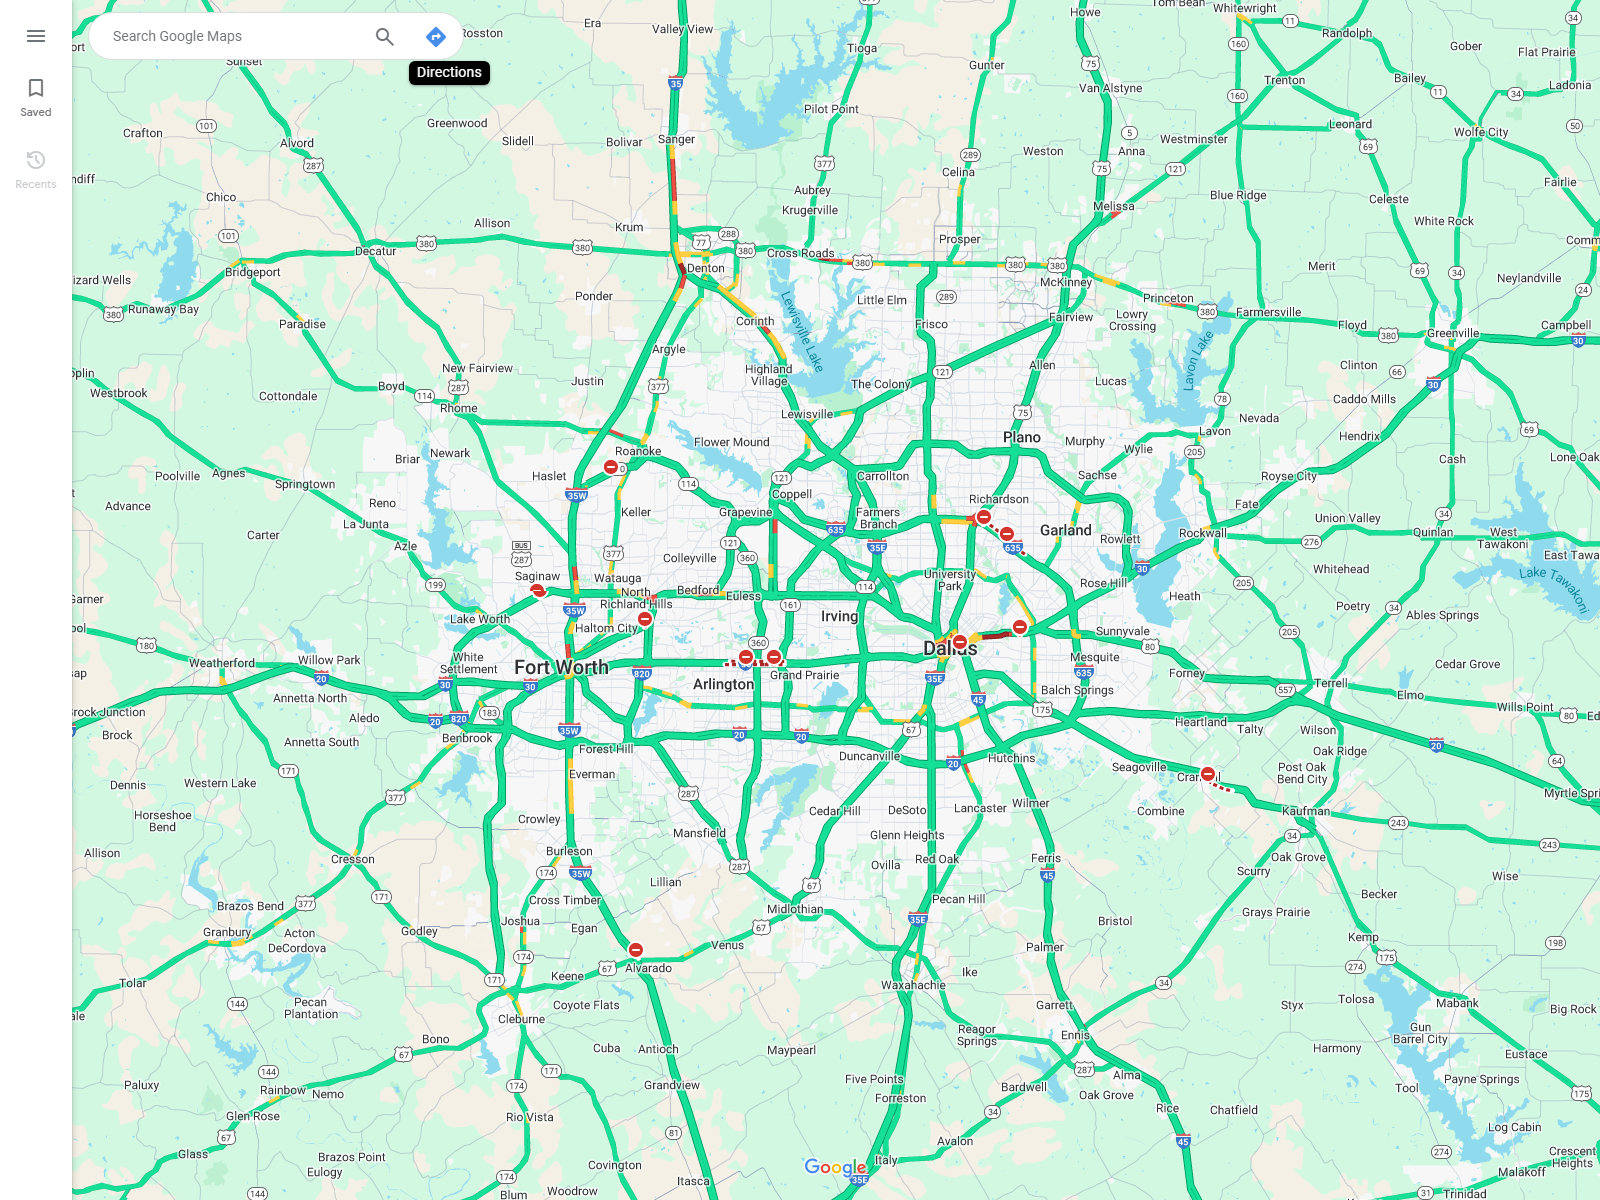 Search Google Maps
Directions
Saved
Recents
Era
Rosston
Valley View
Tioga
Howe
Tom Bean
Whitewright
Randolph
Gober
Flat Prairie
Ladonia
Sunset
Gunter
Van Alstyne
Trenton
Bailey
Pilot Point
Greenwood
Slidell
Bolivar
Sanger
Crafton
Alvord
Weston
Anna
Westminster
Leonard
Wolfe City
Celina
Chico
Aubrey
Krugerville
Melissa
Blue Ridge
Celeste
Fairlie
White Rock
Allison
Krum
Decatur
Prosper
Cross Roads
Bridgeport
Denton
McKinney
Merit
Neylandville
Runaway Bay
Ponder
Little Elm
Princeton
Lewisville Lake
Paradise
Corinth
Frisco
Fairview
Lowry
Crossing
Farmersville
Floyd
Greenville
Campbell
Argyle
Lavon Lake
New Fairview
Justin
Highland
Village
The Colony
Allen
Lucas
Clinton
Westbrook
Cottondale
Boyd
Rhome
Lewisville
Caddo Mills
Nevada
Lavon
Flower Mound
Plano
Murphy
Wylie
Hendrix
Briar
Newark
Roanoke
Cash
Lone Oak
Poolville
Agnes
Springtown
Haslet
Carrollton
Sachse
Royse City
Advance
Reno
Coppell
Richardson
Fate
La Junta
Keller
Grapevine
Farmers
Branch
Garland
Rowlett
Rockwall
Union Valley
Quinlan
West
Tawakoni
Carter
Azle
Colleyville
East Tawa
Lake Tawakoni
Saginaw
Watauga
University
Park
Rose Hill
Whitehead
North
Richland Hills
Bedford
Euless
Heath
Poetry
Lake Worth
Haltom City
Irving
Sunnyvale
Ables Springs
Willow Park
White
Settlement
Fort Worth
Dallas
Mesquite
Weatherford
Grand Prairie
Cedar Grove
Arlington
Forney
Terrell
Elmo
Annetta North
Balch Springs
Brock Junction
Aledo
Wills Point
Brock
Annetta South
Benbrook
Forest Hill
Heartland
Talty
Wilson
Everman
Duncanville
Hutchins
Seagoville
Oak Ridge
Dennis
Western Lake
Post Oak
Bend City
Horseshoe
Bend
Crowley
Cedar Hill
DeSoto
Lancaster
Wilmer
Combine
Kaufman
Mansfield
Glenn Heights
Allison
Cresson
Burleson
Ovilla
Red Oak
Ferris
Oak Grove
Scurry
Wise
Lillian
Brazos Bend
Cross Timber
Midlothian
Pecan Hill
Becker
Grays Prairie
Granbury
Acton
DeCordova
Godley
Joshua
Egan
Venus
Bristol
Kemp
Palmer
Tolar
Keene
Alvarado
Ike
Pecan
Plantation
Coyote Flats
Waxahachie
Garrett
Styx
Tolosa
Mabank
Big Rock
Cleburne
Reagor
Springs
Ennis
Gun
Barrel City
Bono
Cuba
Antioch
Maypearl
Harmony
Eustace
Paluxy
Rainbow
Nemo
Grandview
Five Points
Bardwell
Alma
Oak Grove
Tool
Payne Springs
Glen Rose
Rio Vista
Forreston
Rice
Chatfield
Log Cabin
Glass
Brazos Point
Eulogy
Covington
Avalon
Italy
Crescent
Heights
Malakoff
Itasca
Blum
Woodrow
Trinidad
Google